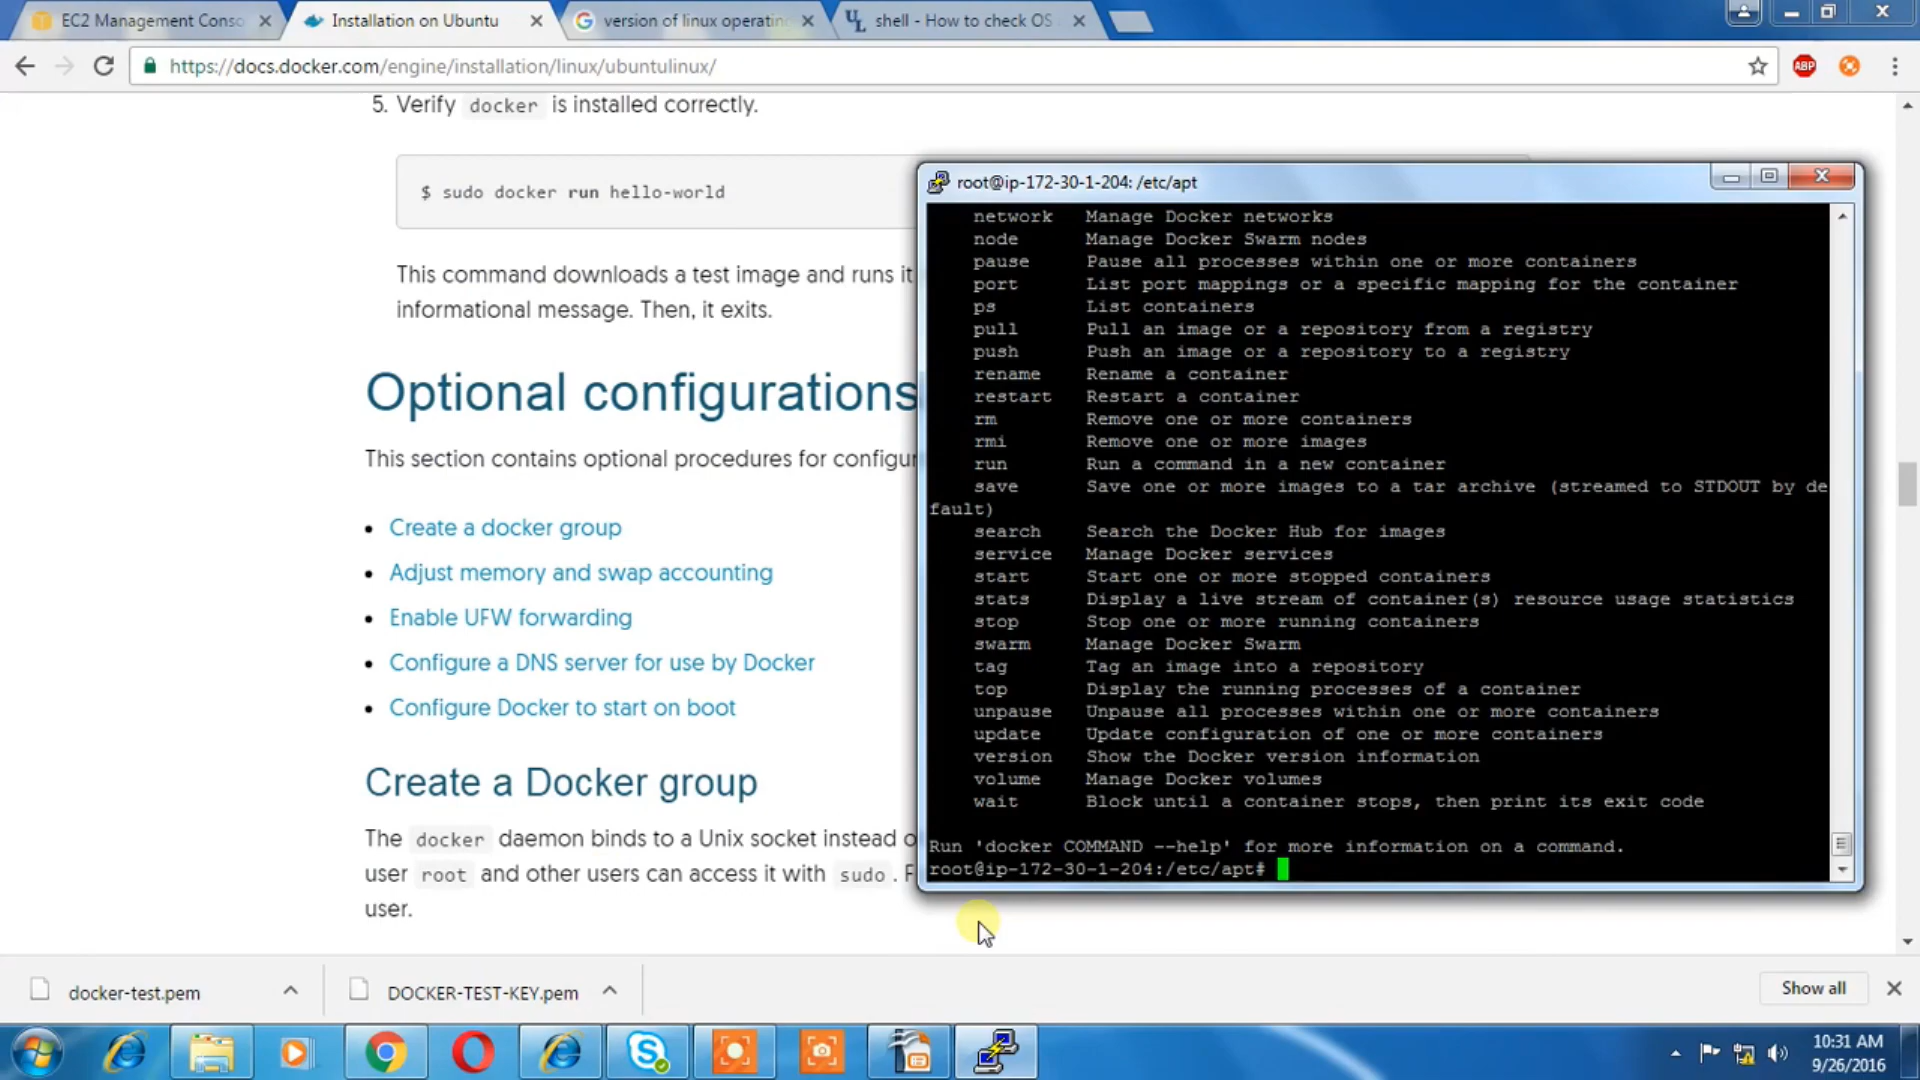 EC2 Management Conso
Installation on Ubuntu
version of linux operatin
shell - How to check OS
https://docs.docker.com/engine/installation/linux/ubuntulinux/
ABP
5. Verify docker is installed correctly.
$ sudo docker run hello-world
This command downloads a test image and runs it
informational message. Then, it exits.
Optional configurations
This section contains optional procedures for configur
• Create a docker group
• Adjust memory and swap accounting
• Enable UFW forwarding
• Configure a DNS server for use by Docker
• Configure Docker to start on boot
Create a Docker group
The docker daemon binds to a Unix socket instead o
user root and other users can access it with sudo. F
user.
root@ip-172-30-1-204: /etc/apt
network Manage Docker networks
node Manage Docker Swarm nodes
pause Pause all processes within one or more containers
port List port mappings or a specific mapping for the container
ps List containers
pull Pull an image or a repository from a registry
push Push an image or a repository to a registry
rename Rename a container
restart Restart a container
rm Remove one or more containers
rmi Remove one or more images
run Run a command in a new container
save Save one or more images to a tar archive (streamed to STDOUT by de
fault)
search Search the Docker Hub for images
service Manage Docker services
start Start one or more stopped containers
stats Display a live stream of container(s) resource usage statistics
stop Stop one or more running containers
swarm Manage Docker Swarm
tag Tag an image into a repository
top Display the running processes of a container
unpause Unpause all processes within one or more containers
update Update configuration of one or more containers
version Show the Docker version information
volume Manage Docker volumes
wait Block until a container stops, then print its exit code
Run 'docker COMMAND --help' for more information on a command.
root@ip-172-30-1-204:/etc/apt#
docker-test.pem
DOCKER-TEST-KEY.pem
Show all
10:31 AM
9/26/2016